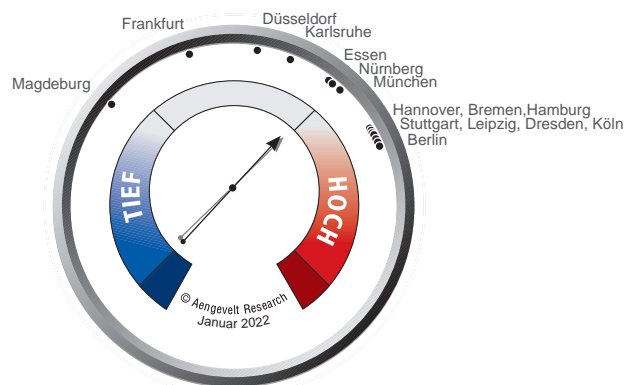 Frankfurt
Düsseldorf
Karlsruhe
Essen
Nürnberg
München
Magdeburg
Hannover, Bremen,Hamburg
Stuttgart, Leipzig, Dresden, Köln
Berlin
TIEF
HOCH
© Aengevelt Research
Januar 2022